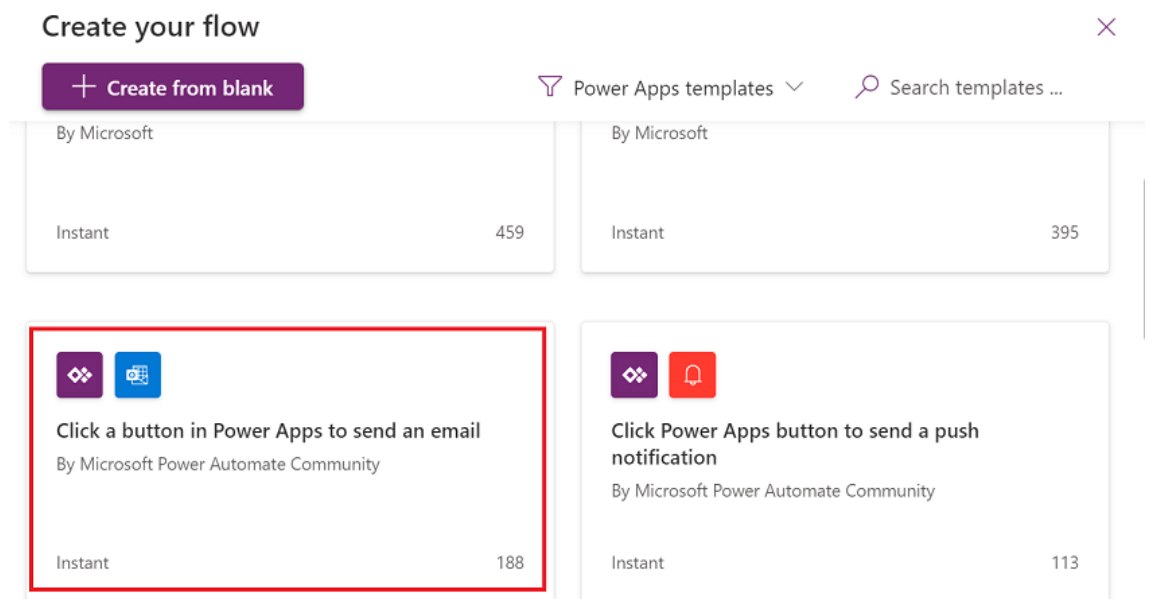 Create your flow
Create from blank
Power Apps templates
Search templates ...
By Microsoft
By Microsoft
Instant 459
Instant 395
Click a button in Power Apps to send an email
By Microsoft Power Automate Community
Instant 188
Click Power Apps button to send a push
notification
By Microsoft Power Automate Community
Instant 113